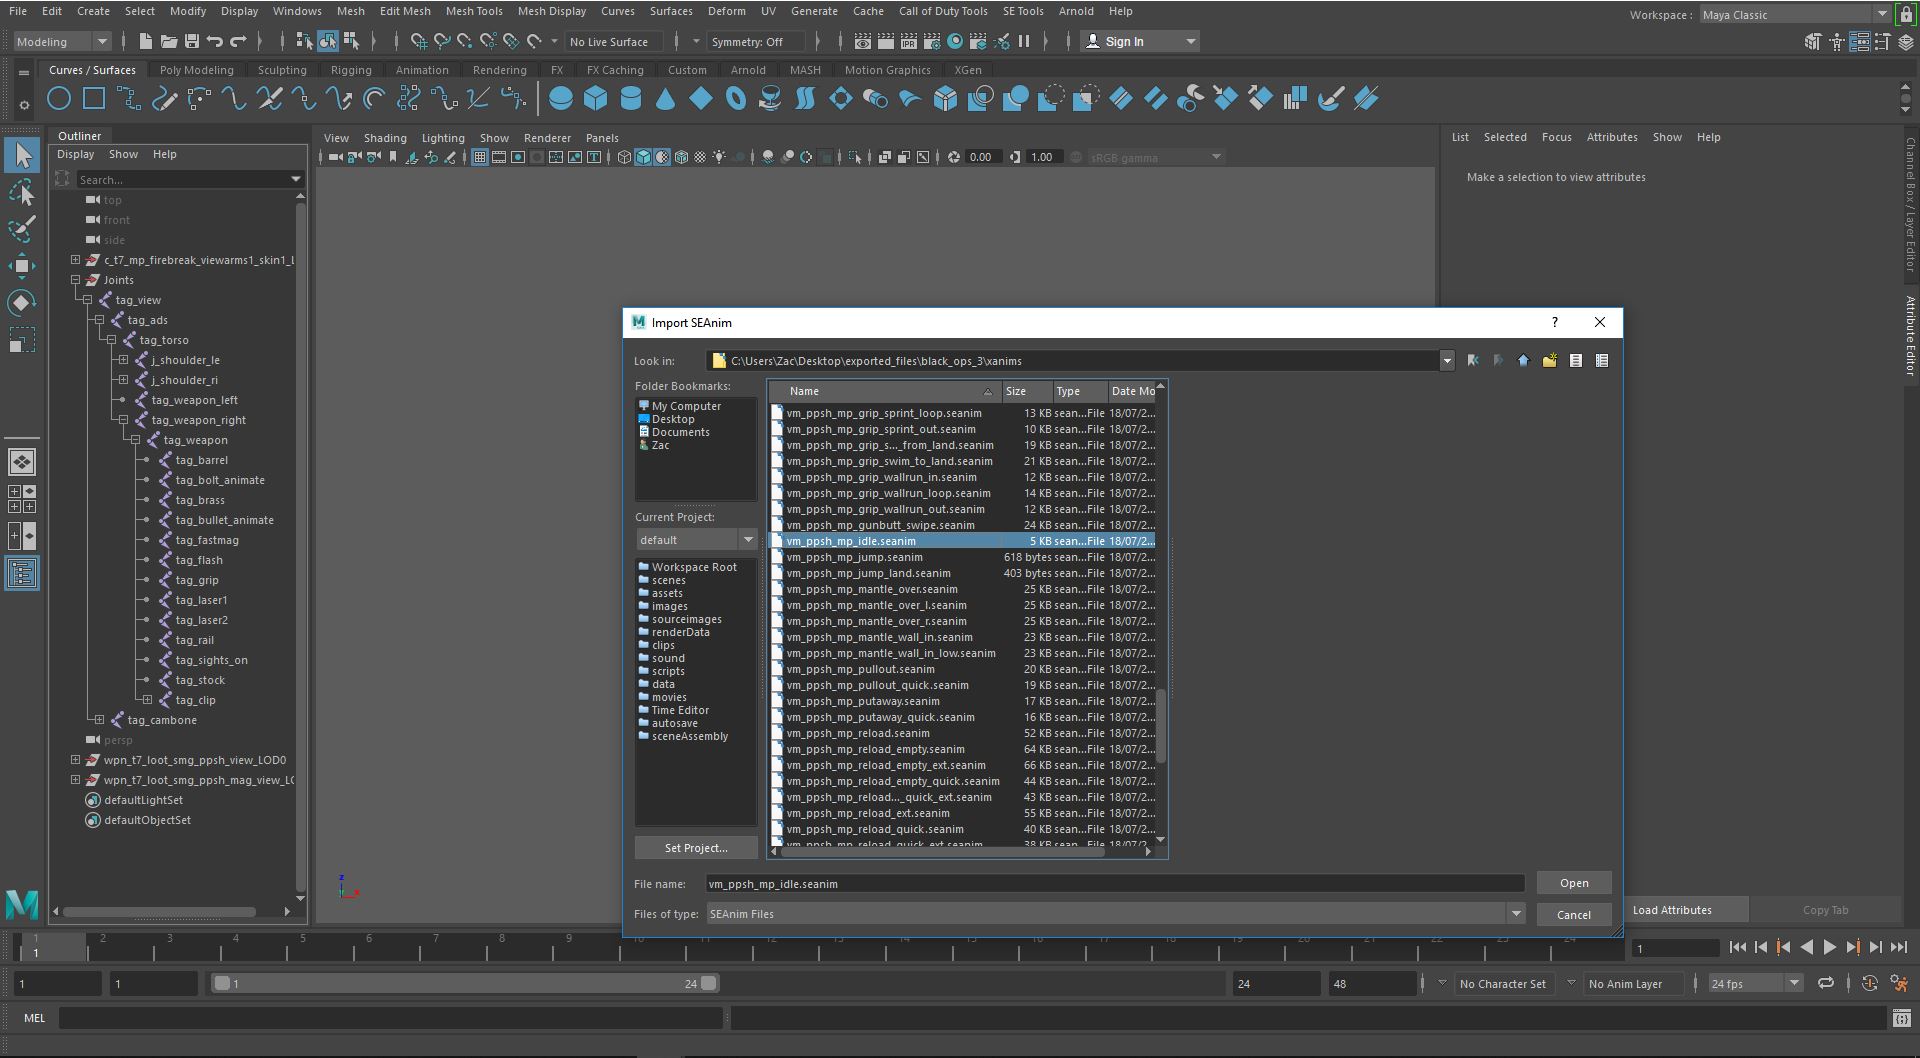 File Edit Create Select Modify Display Windows Mesh Edit Mesh Mesh Tools Mesh Display Curves Surfaces Deform UV Generate Cache Call of Duty Tools SE Tools Arnold Help
Workspace : Maya Classic
Modeling No Live Surface Symmetry: Off IPR Sign In
Curves / Surfaces Poly Modeling Sculpting Rigging Animation Rendering FX FX Caching Custom Arnold MASH Motion Graphics XGen
Outliner
Display Show Help
Search...
top
front
side
c_t7_mp_firebreak_viewarms1_skin1_L
Joints
tag_view
tag_ads
tag_torso
j_shoulder_le
j_shoulder_ri
tag_weapon_left
tag_weapon_right
tag_weapon
tag_barrel
tag_bolt_animate
tag_brass
tag_bullet_animate
tag_fastmag
tag_flash
tag_grip
tag_laser1
tag_laser2
tag_rail
tag_sights_on
tag_stock
tag_clip
tag_cambone
persp
wpn_t7_loot_smg_ppsh_view_LOD0
wpn_t7_loot_smg_ppsh_mag_view_LO
defaultLightSet
defaultObjectSet
View Shading Lighting Show Renderer Panels
0.00 1.00 sRGB gamma
z
x
List Selected Focus Attributes Show Help
Make a selection to view attributes
Channel Box / Layer Editor
Attribute Editor
Import SEAnim
?
Look in: C:\Users\Zac\Desktop\exported_files\black_ops_3\xanims
Folder Bookmarks:
My Computer
Desktop
Documents
Zac
Current Project:
default
Workspace Root
scenes
assets
images
sourceimages
renderData
clips
sound
scripts
data
movies
Time Editor
autosave
sceneAssembly
Set Project...
Name Size Type Date Mo
vm_ppsh_mp_grip_sprint_loop.seanim 13 KB sean...File 18/07/2...
vm_ppsh_mp_grip_sprint_out.seanim 10 KB sean...File 18/07/2...
vm_ppsh_mp_grip_s..._from_land.seanim 19 KB sean...File 18/07/2...
vm_ppsh_mp_grip_swim_to_land.seanim 21 KB sean...File 18/07/2...
vm_ppsh_mp_grip_wallrun_in.seanim 12 KB sean...File 18/07/2...
vm_ppsh_mp_grip_wallrun_loop.seanim 14 KB sean...File 18/07/2...
vm_ppsh_mp_grip_wallrun_out.seanim 12 KB sean...File 18/07/2...
vm_ppsh_mp_gunbutt_swipe.seanim 24 KB sean...File 18/07/2...
vm_ppsh_mp_idle.seanim 5 KB sean...File 18/07/2...
vm_ppsh_mp_jump.seanim 618 bytes sean...File 18/07/2...
vm_ppsh_mp_jump_land.seanim 403 bytes sean...File 18/07/2...
vm_ppsh_mp_mantle_over.seanim 25 KB sean...File 18/07/2...
vm_ppsh_mp_mantle_over_l.seanim 25 KB sean...File 18/07/2...
vm_ppsh_mp_mantle_over_r.seanim 25 KB sean...File 18/07/2...
vm_ppsh_mp_mantle_wall_in.seanim 23 KB sean...File 18/07/2...
vm_ppsh_mp_mantle_wall_in_low.seanim 23 KB sean...File 18/07/2...
vm_ppsh_mp_pullout.seanim 20 KB sean...File 18/07/2...
vm_ppsh_mp_pullout_quick.seanim 19 KB sean...File 18/07/2...
vm_ppsh_mp_putaway.seanim 17 KB sean...File 18/07/2...
vm_ppsh_mp_putaway_quick.seanim 16 KB sean...File 18/07/2...
vm_ppsh_mp_reload.seanim 52 KB sean...File 18/07/2...
vm_ppsh_mp_reload_empty.seanim 64 KB sean...File 18/07/2...
vm_ppsh_mp_reload_empty_ext.seanim 66 KB sean...File 18/07/2...
vm_ppsh_mp_reload_empty_quick.seanim 44 KB sean...File 18/07/2...
vm_ppsh_mp_reload..._quick_ext.seanim 43 KB sean...File 18/07/2...
vm_ppsh_mp_reload_ext.seanim 55 KB sean...File 18/07/2...
vm_ppsh_mp_reload_quick.seanim 40 KB sean...File 18/07/2...
vm_ppsh_mp_reload_quick_ext.seanim 38 KB sean...File 18/07/2...
File name: vm_ppsh_mp_idle.seanim Open
Files of type: SEAnim Files Cancel
Load Attributes Copy Tab
1 2 3 4 5 6 7 8 9 10 11 12 13 14 15 16 17 18 19 20 21 22 23 24
1 1
1 1 1 24 24 48 No Character Set No Anim Layer 24 fps
MEL